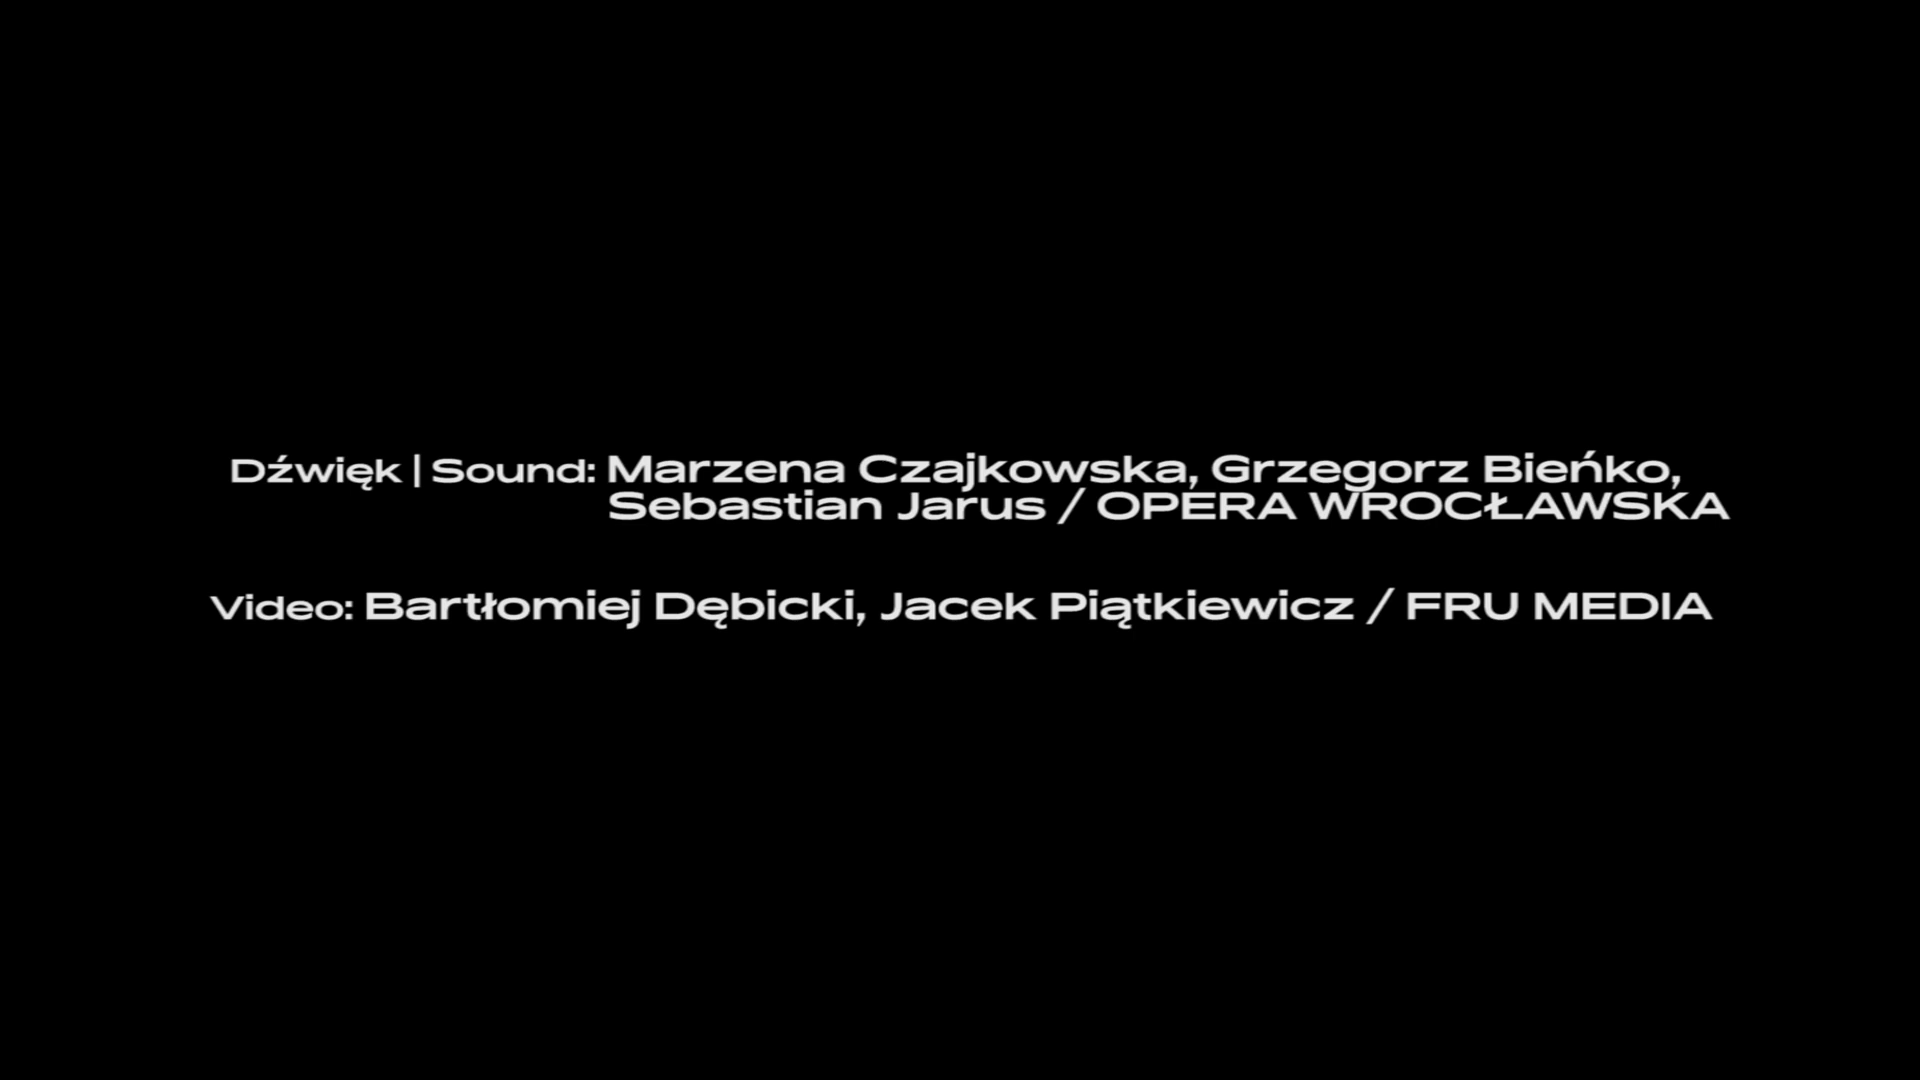 Dźwięk | Sound: Marzena Czajkowska, Grzegorz Bieńko,
Sebastian Jarus / OPERA WROCŁAWSKA
Video: Bartłomiej Dębicki, Jacek Piątkiewicz / FRU MEDIA